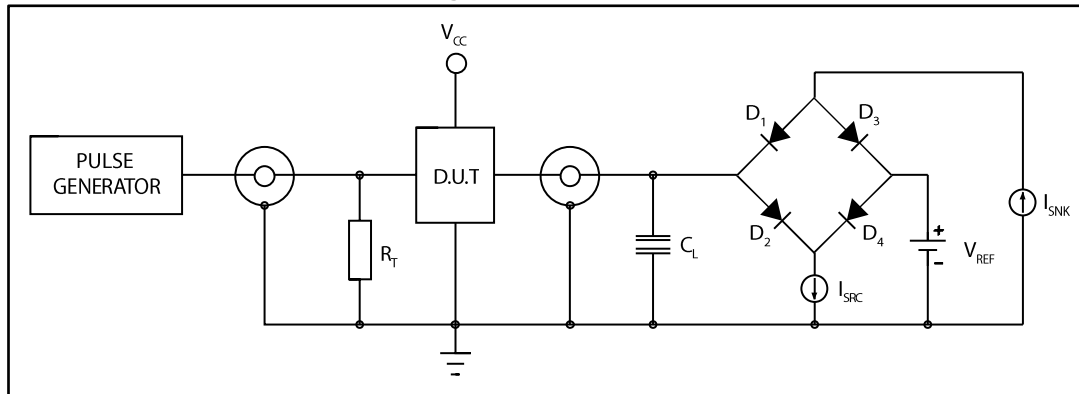 V_CC
PULSE
GENERATOR
D.U.T
R_T
C_L
D_1
D_3
D_2
D_4
I_SRC
+
-
V_REF
I_SNK